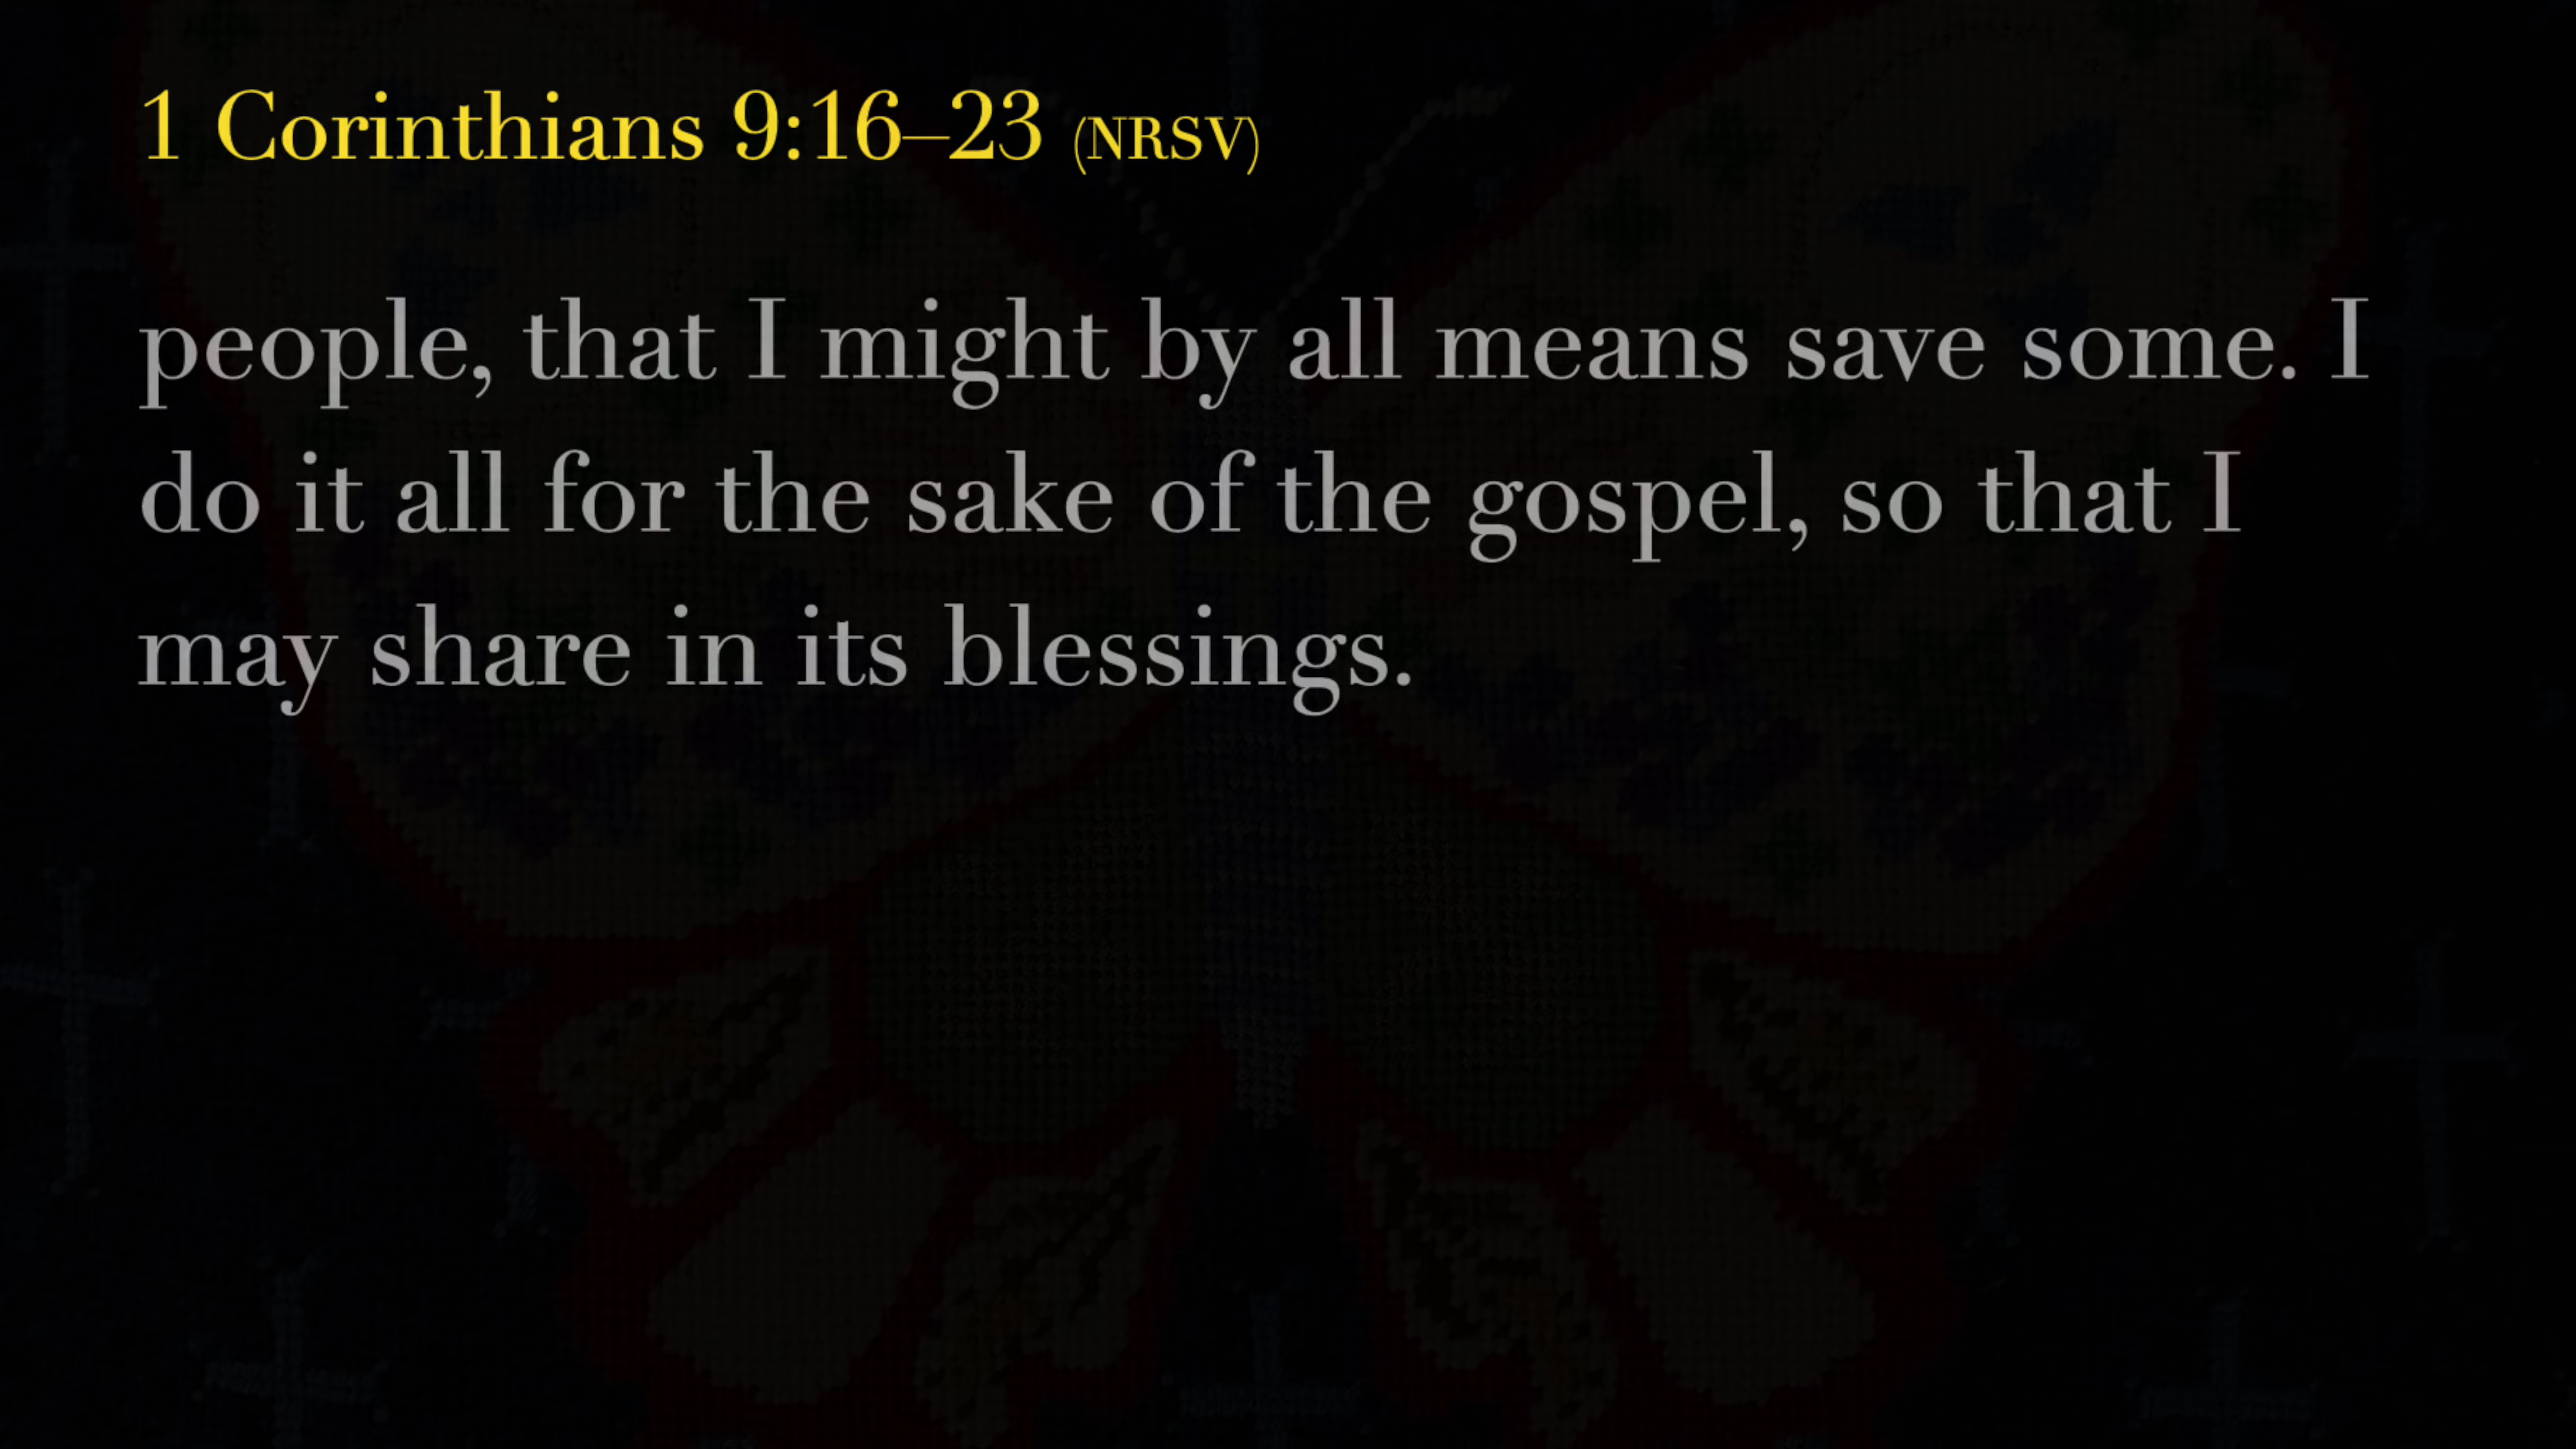 1 Corinthians 9:16–23 (NRSV)
people, that I might by all means save some. I
do it all for the sake of the gospel, so that I
may share in its blessings.